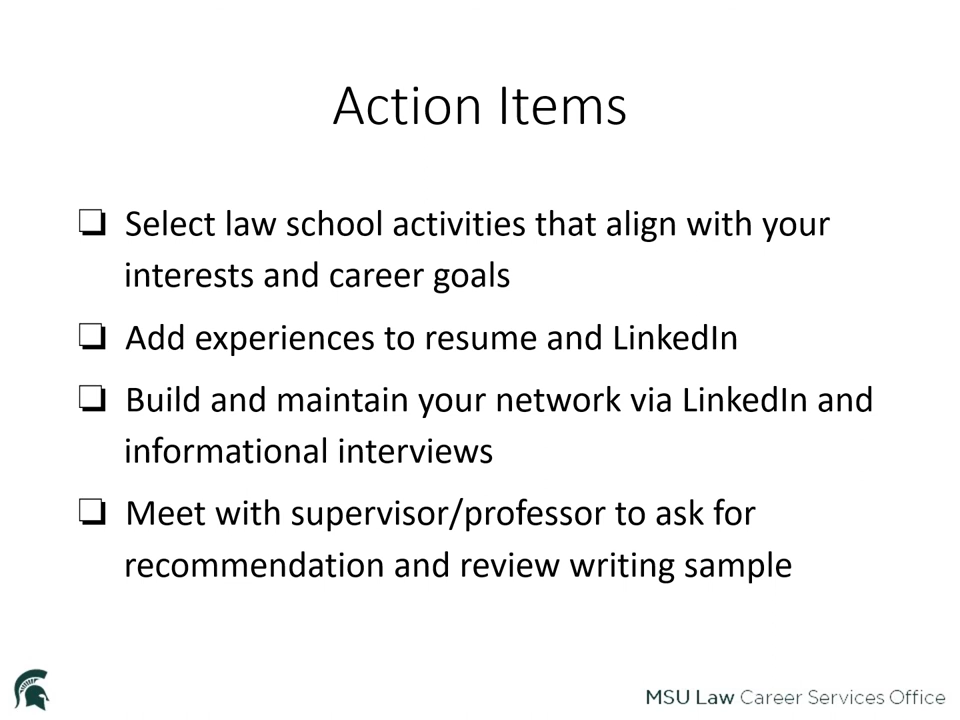 Action Items
❏ Select law school activities that align with your
interests and career goals
❏ Add experiences to resume and LinkedIn
❏ Build and maintain your network via LinkedIn and
informational interviews
❏ Meet with supervisor/professor to ask for
recommendation and review writing sample
MSU Law Career Services Office